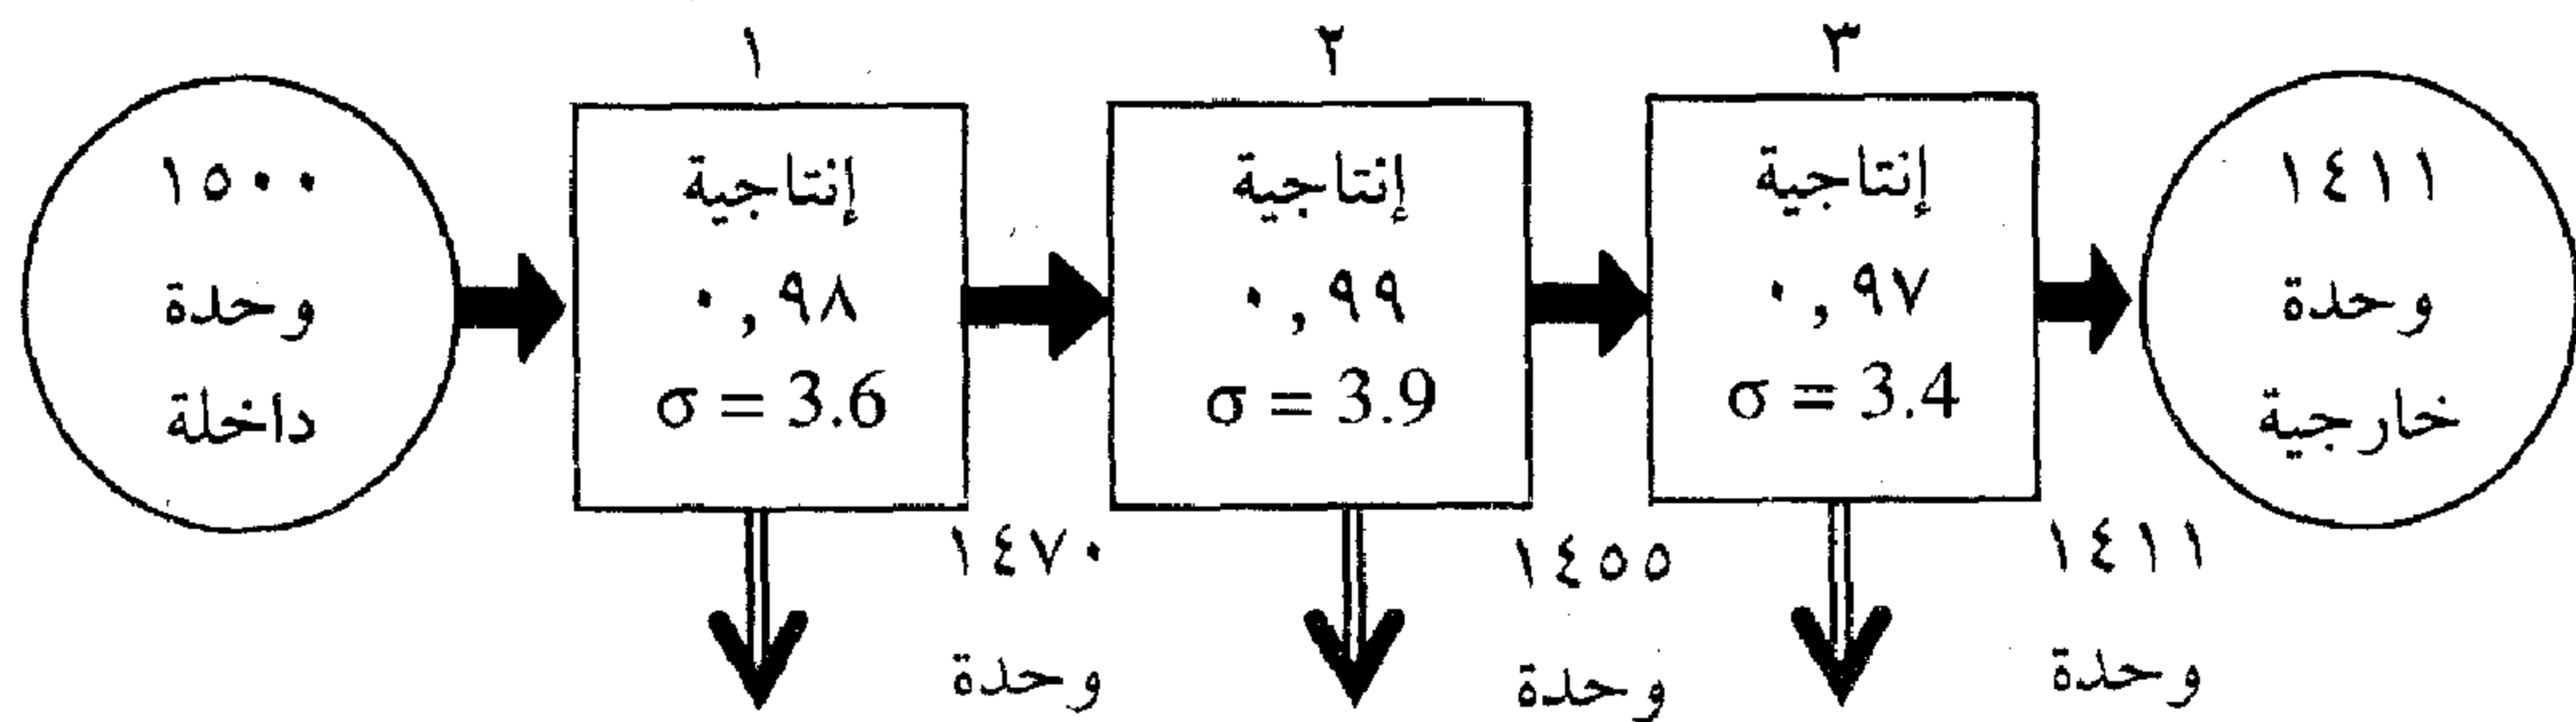 ١
٢
٣
١٥٠٠
وحدة
داخلة
إنتاجية
٠,٩٨
σ = 3.6
إنتاجية
٠,٩٩
σ = 3.9
إنتاجية
٠,٩٧
σ = 3.4
١٤١١
وحدة
خارجية
١٤٧٠
وحدة
١٤٥٥
وحدة
١٤١١
وحدة